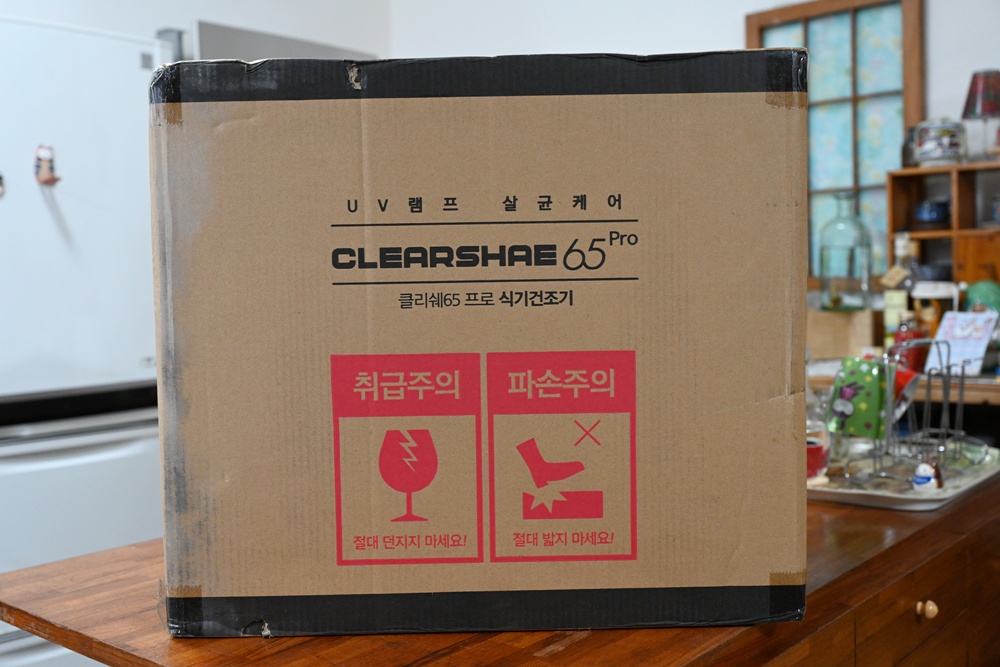 UV램프 살균케어
CLEARSHAE 65 Pro
클리쉐65 프로 식기건조기
취급주의
절대 던지지 마세요!
파손주의
절대 밟지 마세요!